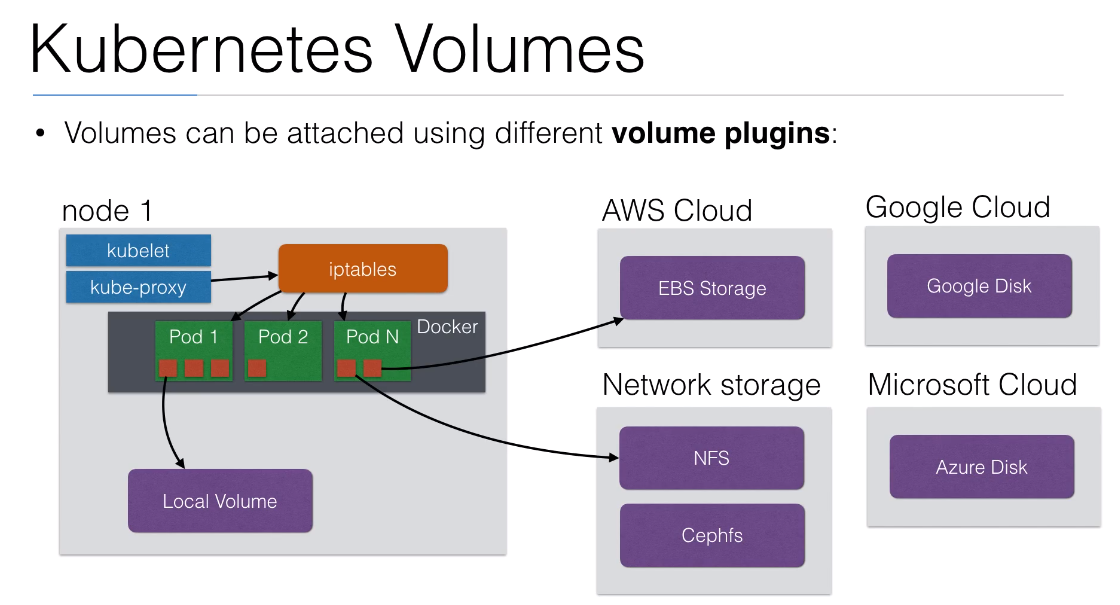 Kubernetes Volumes
• Volumes can be attached using different volume plugins:
node 1
kubelet
kube-proxy
iptables
Docker
Pod 1
Pod 2
Pod N
Local Volume
AWS Cloud
EBS Storage
Google Cloud
Google Disk
Network storage
NFS
Cephfs
Microsoft Cloud
Azure Disk